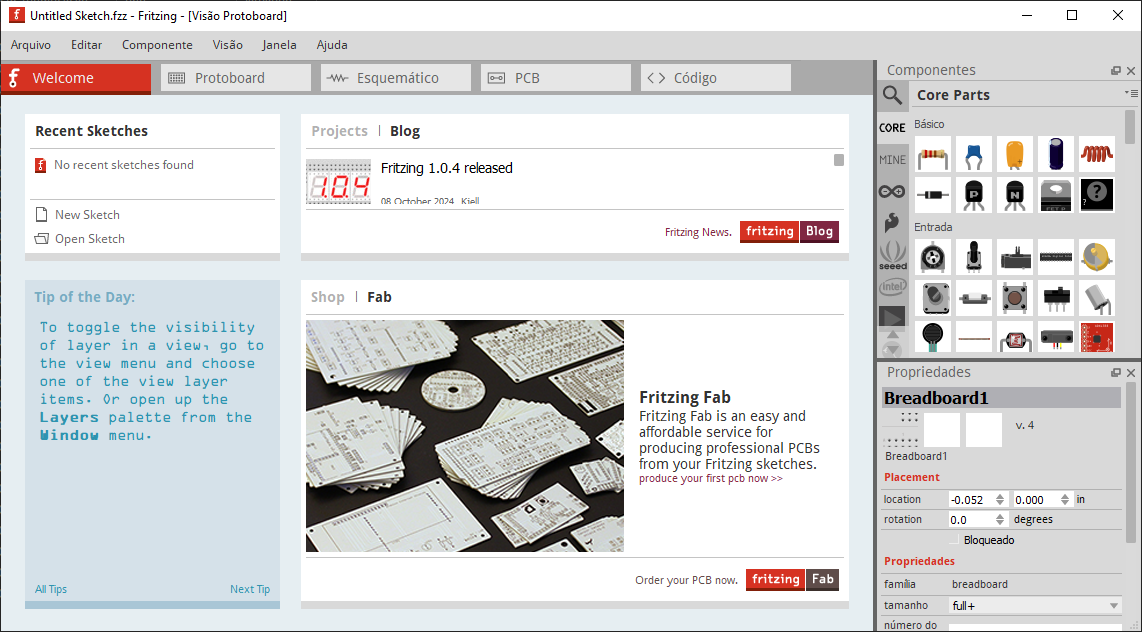 Untitled Sketch.fzz - Fritzing - [Visão Protoboard]
Arquivo Editar Componente Visão Janela Ajuda
Welcome Protoboard Esquemático PCB Código
Recent Sketches
No recent sketches found
New Sketch
Open Sketch
Projects | Blog
1.0.4
Fritzing 1.0.4 released
08 October 2024 Kjell
Fritzing News. fritzing Blog
Tip of the Day:
To toggle the visibility
of layer in a view, go to
the view menu and choose
one of the view layer
items. Or open up the
Layers palette from the
Window menu.
All Tips Next Tip
Shop | Fab
Fritzing Fab
Fritzing Fab is an easy and
affordable service for
producing professional PCBs
from your Fritzing sketches.
produce your first pcb now >>
Order your PCB now. fritzing Fab
Componentes
Core Parts
CORE
MINE
seeed
intel
Básico
P
N
?
Entrada
Propriedades
Breadboard1
v. 4
Breadboard1
Placement
location -0.052 0.000 in
rotation 0.0 degrees
Bloqueado
Propriedades
família breadboard
tamanho full+
número do